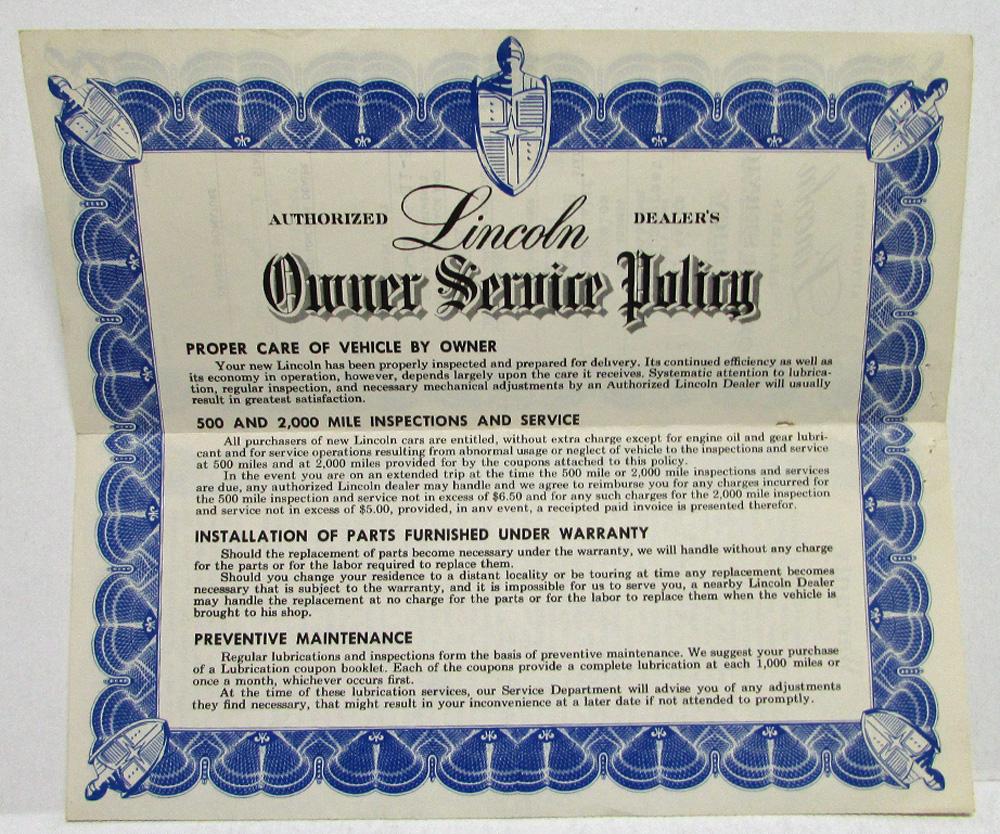 AUTHORIZED Lincoln DEALER'S
Owner Service Policy
PROPER CARE OF VEHICLE BY OWNER
Your new Lincoln has been properly inspected and prepared for delivery. Its continued efficiency as well as
its economy in operation, however, depends largely upon the care it receives. Systematic attention to lubrica-
tion, regular inspection, and necessary mechanical adjustments by an Authorized Lincoln Dealer will usually
result in greatest satisfaction.
500 AND 2,000 MILE INSPECTIONS AND SERVICE
All purchasers of new Lincoln cars are entitled, without extra charge except for engine oil and gear lubri-
cant and for service operations resulting from abnormal usage or neglect of vehicle to the inspections and service
at 500 miles and at 2,000 miles provided for by the coupons attached to this policy.
In the event you are on an extended trip at the time the 500 mile or 2,000 mile inspections and services
are due, any authorized Lincoln dealer may handle and we agree to reimburse you for any charges incurred for
the 500 mile inspection and service not in excess of $6.50 and for any such charges for the 2,000 mile inspection
and service not in excess of $5.00, provided, in any event, a receipted paid invoice is presented therefor.
INSTALLATION OF PARTS FURNISHED UNDER WARRANTY
Should the replacement of parts become necessary under the warranty, we will handle without any charge
for the parts or for the labor required to replace them.
Should you change your residence to a distant locality or be touring at time any replacement becomes
necessary that is subject to the warranty, and it is impossible for us to serve you, a nearby Lincoln Dealer
may handle the replacement at no charge for the parts or for the labor to replace them when the vehicle is
brought to his shop.
PREVENTIVE MAINTENANCE
Regular lubrications and inspections form the basis of preventive maintenance. We suggest your purchase
of a Lubrication coupon booklet. Each of the coupons provide a complete lubrication at each 1,000 miles or
once a month, whichever occurs first.
At the time of these lubrication services, our Service Department will advise you of any adjustments
they find necessary, that might result in your inconvenience at a later date if not attended to promptly.